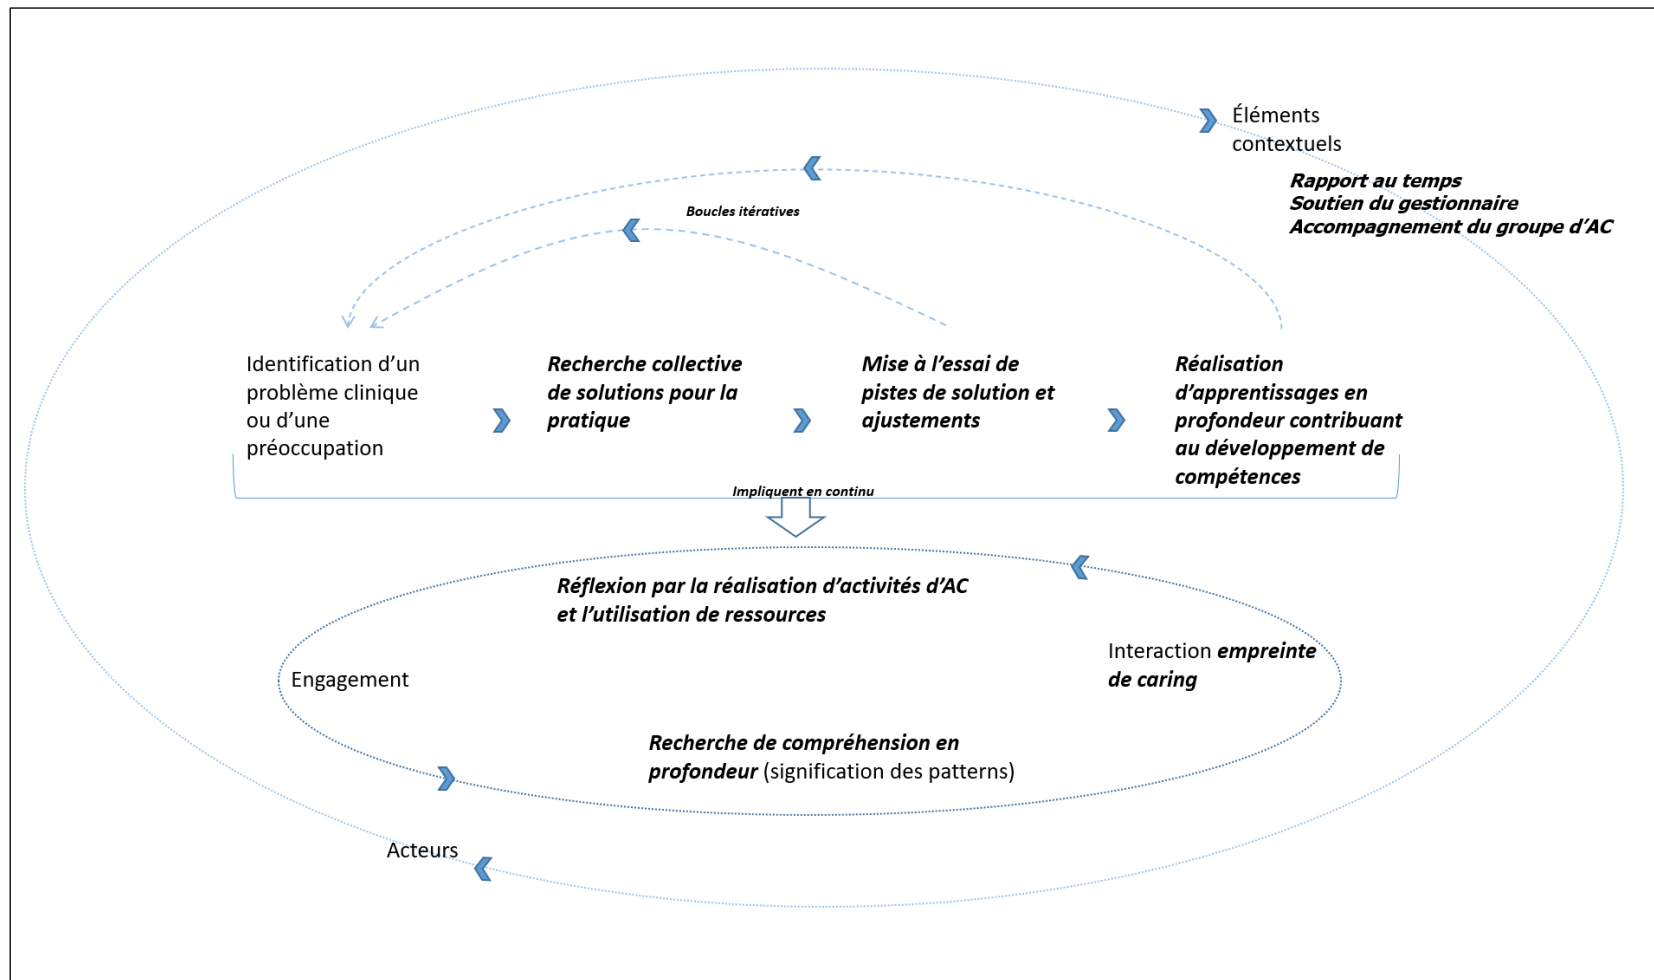 Éléments
contextuels
Rapport au temps
Soutien du gestionnaire
Accompagnement du groupe d'AC
Boucles itératives
Identification d'un
problème clinique
ou d'une
préoccupation
Recherche collective
de solutions pour la
pratique
Mise à l'essai de
pistes de solution et
ajustements
Réalisation
d'apprentissages en
profondeur contribuant
au développement de
compétences
Impliquent en continu
Réflexion par la réalisation d'activités d'AC
et l'utilisation de ressources
Engagement
Interaction empreinte
de caring
Recherche de compréhension en
profondeur (signification des patterns)
Acteurs